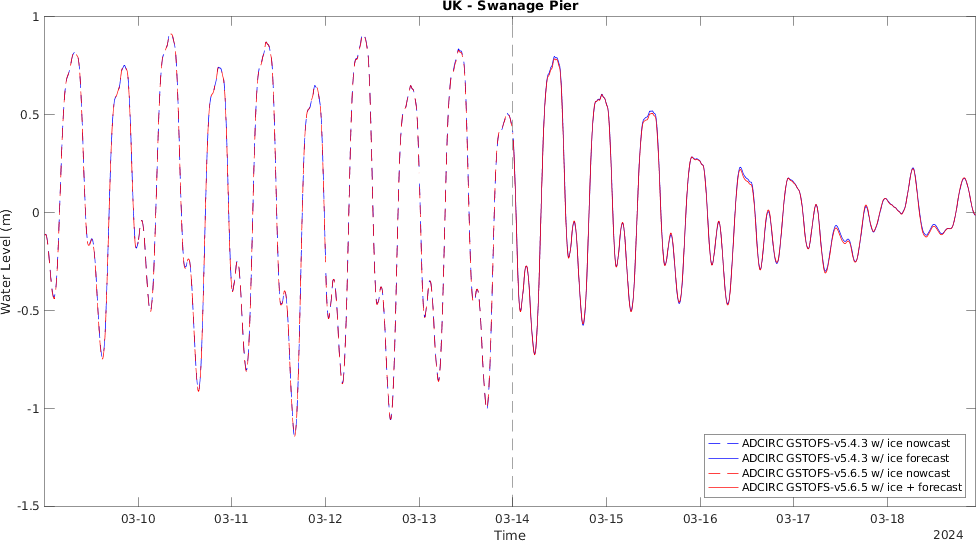 UK - Swanage Pier
1
0.5
0
-0.5
-1
-1.5
Water Level (m)
03-10
03-11
03-12
03-13
03-14
03-15
03-16
03-17
03-18
Time
2024
ADCIRC GSTOFS-v5.4.3 w/ ice nowcast
ADCIRC GSTOFS-v5.4.3 w/ ice forecast
ADCIRC GSTOFS-v5.6.5 w/ ice nowcast
ADCIRC GSTOFS-v5.6.5 w/ ice + forecast